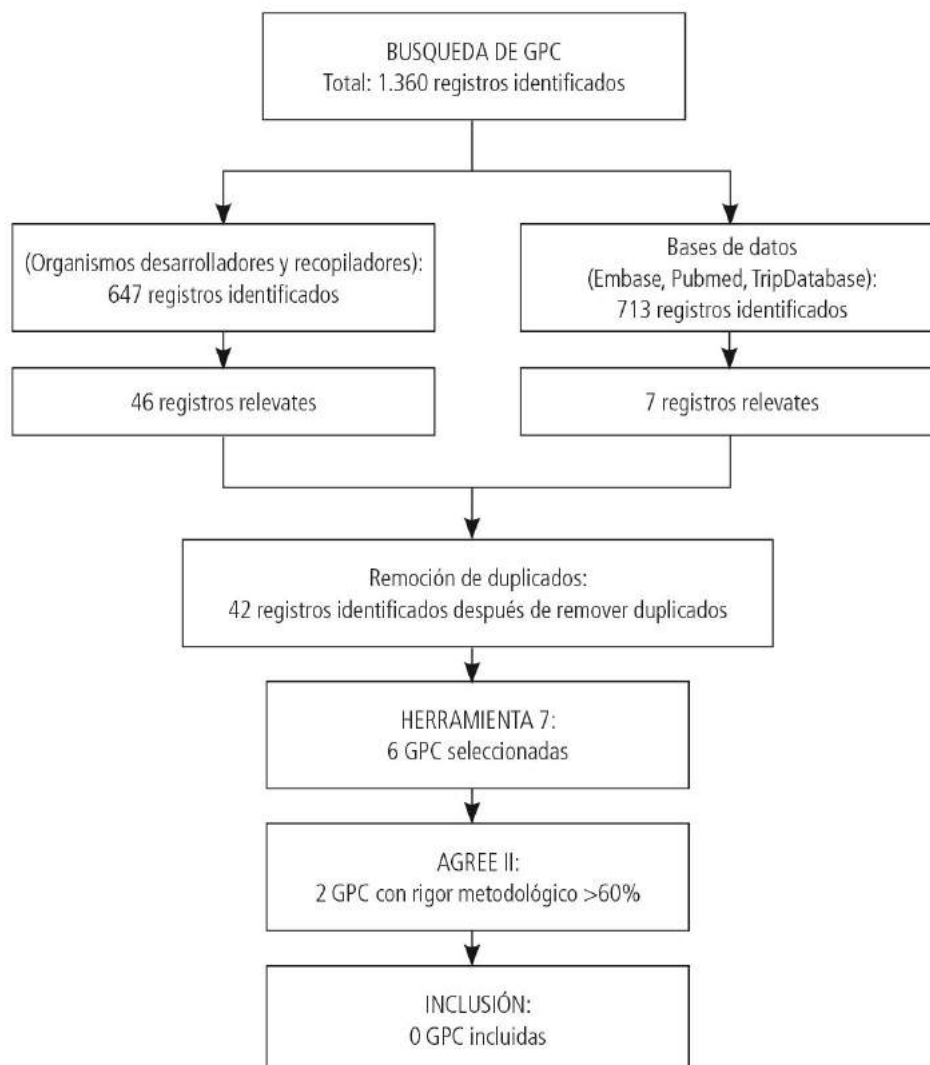 BUSQUEDA DE GPC
Total: 1.360 registros identificados
(Organismos desarrolladores y recopiladores):
647 registros identificados
Bases de datos
(Embase, Pubmed, TripDatabase):
713 registros identificados
46 registros relevates
7 registros relevates
Remoción de duplicados:
42 registros identificados después de remover duplicados
HERRAMIENTA 7:
6 GPC seleccionadas
AGREE II:
2 GPC con rigor metodológico >60%
INCLUSIÓN:
0 GPC incluidas